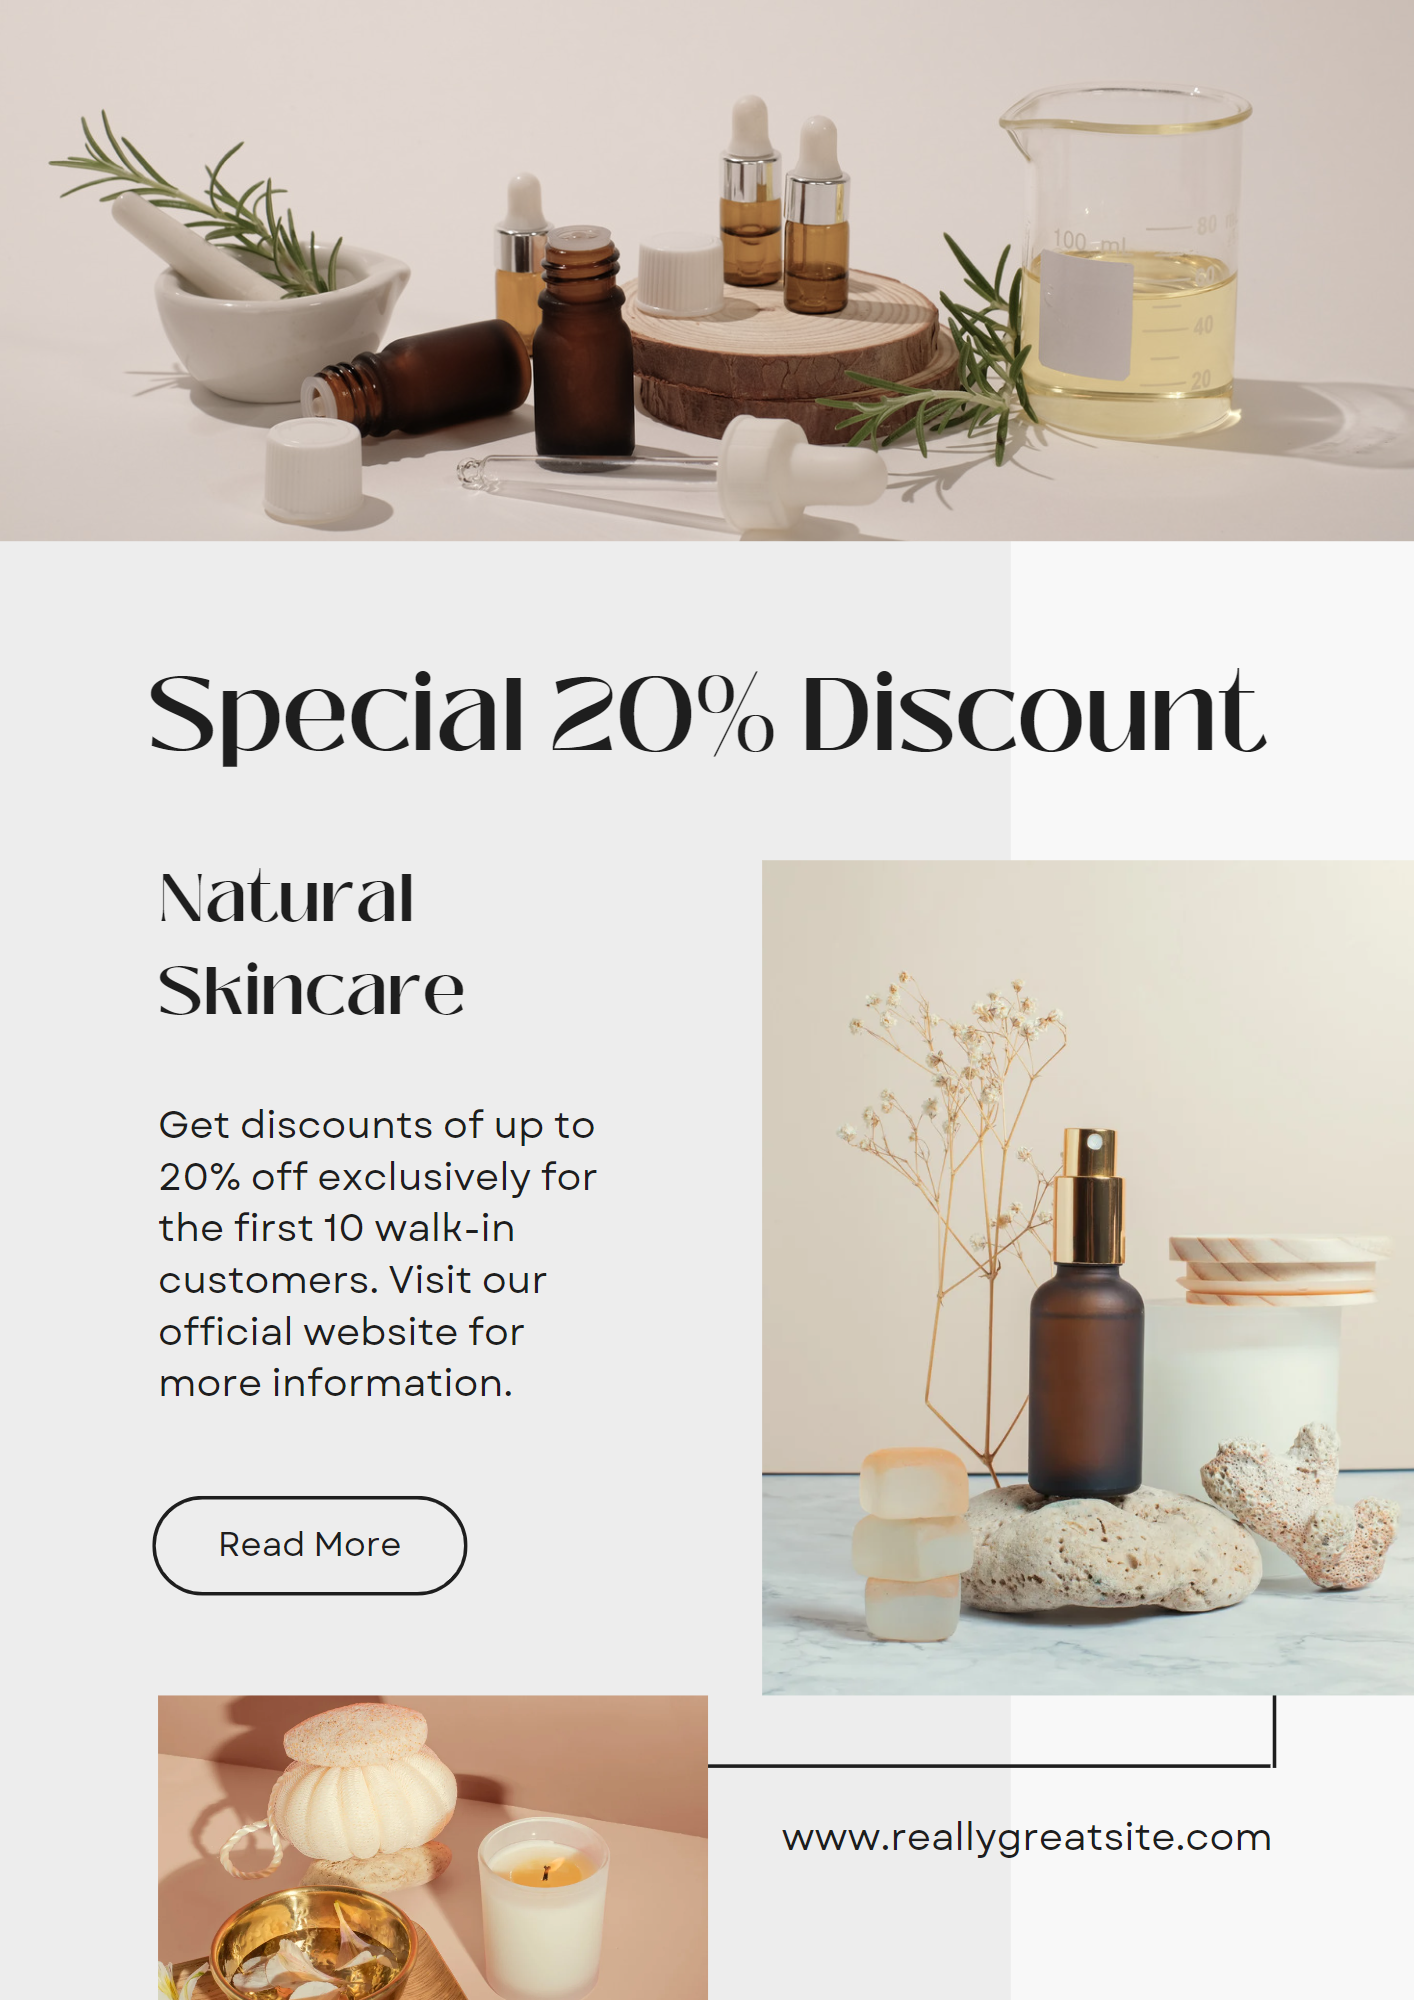 100 ml
80
40
20
Special 20% Discount
Natural
Skincare
Get discounts of up to
20% off exclusively for
the first 10 walk-in
customers. Visit our
official website for
more information.
Read More
www.reallygreatsite.com